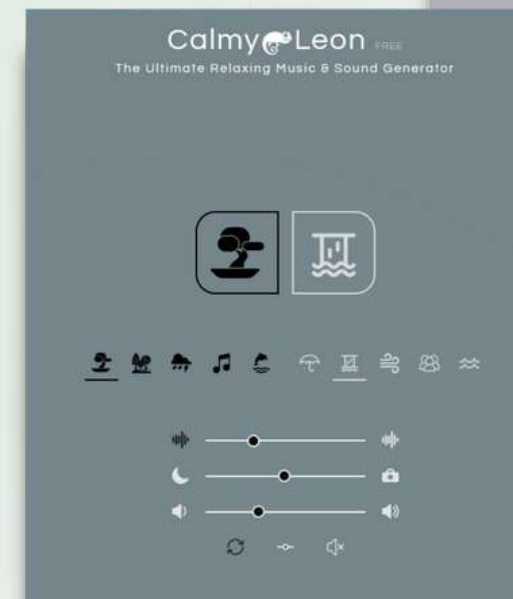 Calmy Leon FREE
The Ultimate Relaxing Music & Sound Generator